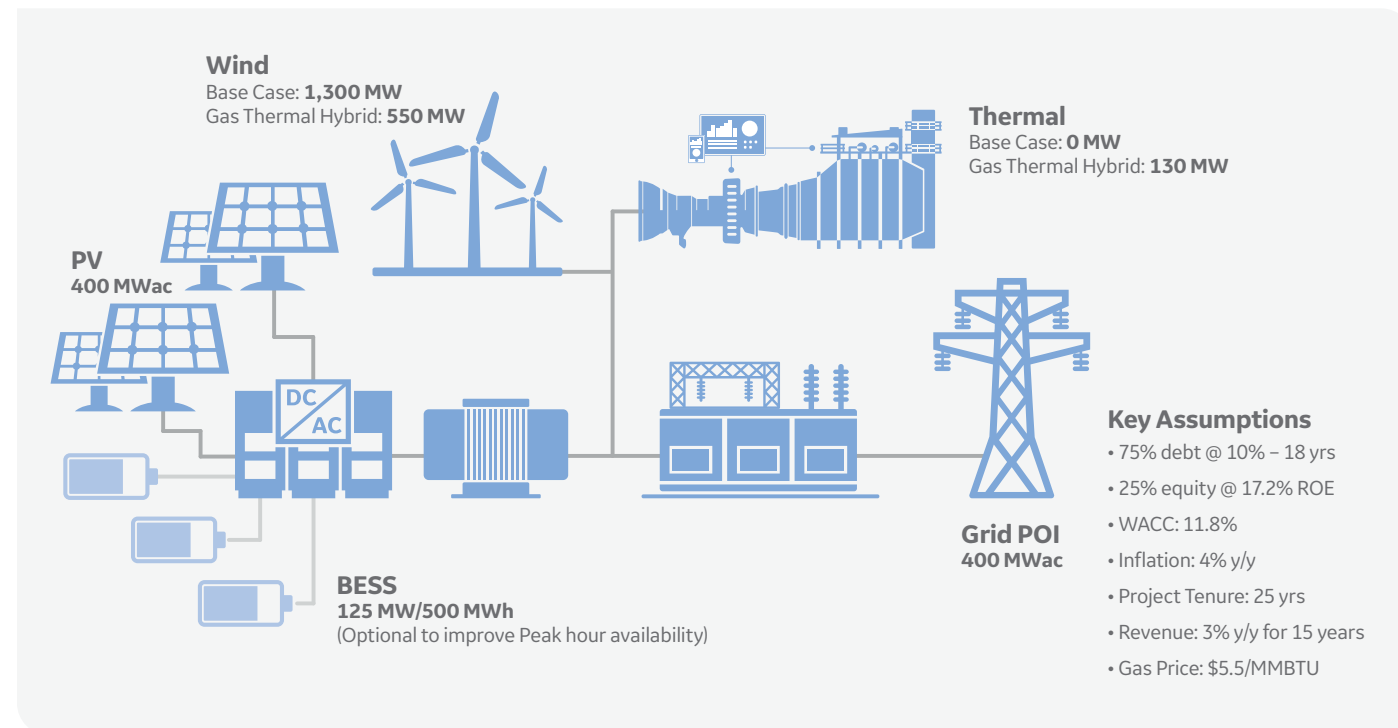 Wind
Base Case: 1,300 MW
Gas Thermal Hybrid: 550 MW
Thermal
Base Case: 0 MW
Gas Thermal Hybrid: 130 MW
PV
400 MWac
DC
AC
BESS
125 MW/500 MWh
(Optional to improve Peak hour availability)
Grid POI
400 MWac
Key Assumptions
• 75% debt @ 10% – 18 yrs
• 25% equity @ 17.2% ROE
• WACC: 11.8%
• Inflation: 4% y/y
• Project Tenure: 25 yrs
• Revenue: 3% y/y for 15 years
• Gas Price: $5.5/MMBTU